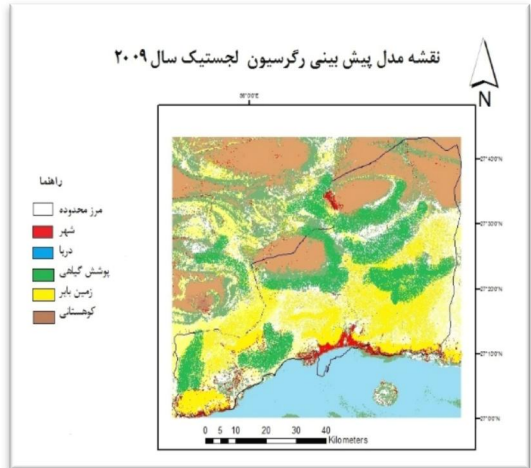 نقشه مدل پیش بینی رگرسیون لجستیک سال ۲۰۰۹
N
راهنما
مرز محدوده
شهر
دریا
پوشش گیاهی
زمین بایر
کوهستانی
0 5 10 20 30 40
Kilometers